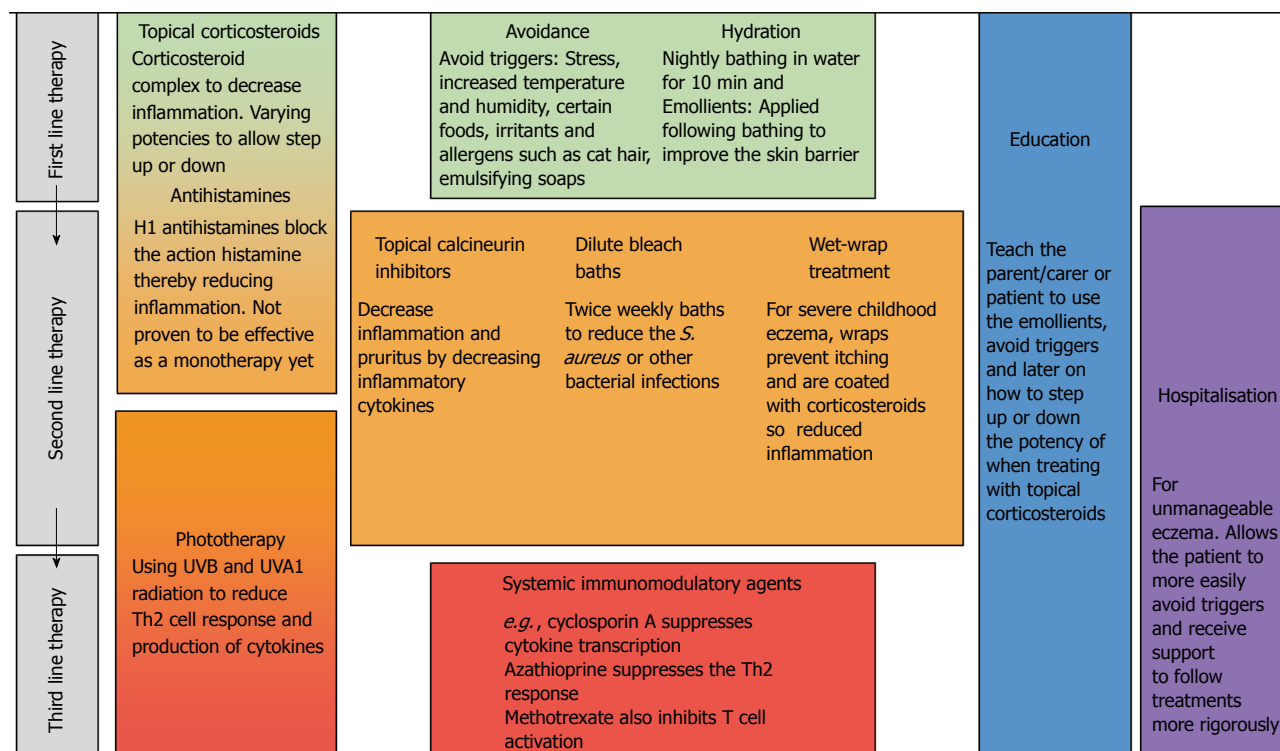 First line therapy
Second line therapy
Third line therapy
Topical corticosteroids
Corticosteroid
complex to decrease
inflammation. Varying
potencies to allow step
up or down
Antihistamines
H1 antihistamines block
the action histamine
thereby reducing
inflammation. Not
proven to be effective
as a monotherapy yet
Phototherapy
Using UVB and UVA1
radiation to reduce
Th2 cell response and
production of cytokines
Avoidance
Avoid triggers: Stress,
increased temperature
and humidity, certain
foods, irritants and
allergens such as cat hair,
emulsifying soaps
Hydration
Nightly bathing in water
for 10 min and
Emollients: Applied
following bathing to
improve the skin barrier
Topical calcineurin
inhibitors
Decrease
inflammation and
pruritus by decreasing
inflammatory
cytokines
Dilute bleach
baths
Twice weekly baths
to reduce the S.
aureus or other
bacterial infections
Wet-wrap
treatment
For severe childhood
eczema, wraps
prevent itching
and are coated
with corticosteroids
so reduced
inflammation
Systemic immunomodulatory agents
e.g., cyclosporin A suppresses
cytokine transcription
Azathioprine suppresses the Th2
response
Methotrexate also inhibits T cell
activation
Education
Teach the
parent/carer or
patient to use
the emollients,
avoid triggers
and later on
how to step
up or down
the potency of
when treating
with topical
corticosteroids
Hospitalisation
For
unmanageable
eczema. Allows
the patient to
more easily
avoid triggers
and receive
support
to follow
treatments
more rigorously